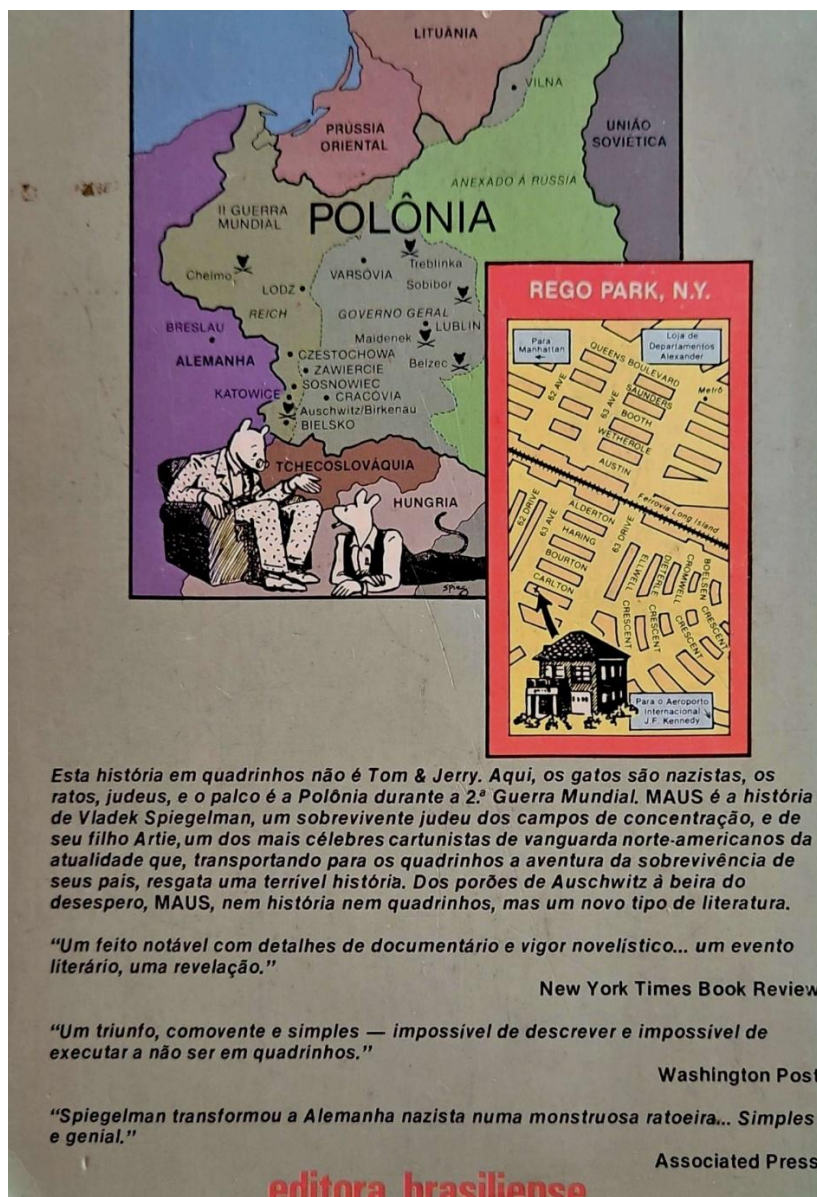 LITUÂNIA
VILNA
PRÚSSIA
ORIENTAL
UNIÃO
SOVIÉTICA
ANEXADO À RÚSSIA
II GUERRA
MUNDIAL
POLÔNIA
Chelmo
VARSÓVIA
Treblinka
LODZ
Sobibor
REICH
GOVERNO GERAL
BRESLAU
LUBLIN
Maidenek
ALEMANHA
CZESTOCHOWA
Belzec
ZAWIERCIE
SOSNOWIEC
KATOWICE
CRACÓVIA
Auschwitz/Birkenau
BIELSKO
TCHECOSLOVÁQUIA
HUNGRIA
spieg
REGO PARK, N.Y.
Para
Manhattan
Loja de
Departamentos
Alexander
QUEENS BOULEVARD
Metrô
62 AVE
63 AVE
SAUNDERS
BOOTH
WETHEROLE
AUSTIN
Ferrovia Long Island
62 DRIVE
63 AVE
ALDERTON
63 DRIVE
HARING
BOURTON
CARLTON
ELLWELL
CRESCENT
DIETERLE
CRESCENT
CROMWELL
CRESCENT
BOELSEN
CRESCENT
Para o Aeroporto
Internacional
J.F. Kennedy
Esta história em quadrinhos não é Tom & Jerry. Aqui, os gatos são nazistas, os
ratos, judeus, e o palco é a Polônia durante a 2.ª Guerra Mundial. MAUS é a história
de Vladek Spiegelman, um sobrevivente judeu dos campos de concentração, e de
seu filho Artie, um dos mais célebres cartunistas de vanguarda norte-americanos da
atualidade que, transportando para os quadrinhos a aventura da sobrevivência de
seus pais, resgata uma terrível história. Dos porões de Auschwitz à beira do
desespero, MAUS, nem história nem quadrinhos, mas um novo tipo de literatura.
"Um feito notável com detalhes de documentário e vigor novelístico... um evento
literário, uma revelação."
New York Times Book Review
"Um triunfo, comovente e simples — impossível de descrever e impossível de
executar a não ser em quadrinhos."
Washington Post
"Spiegelman transformou a Alemanha nazista numa monstruosa ratoeira... Simples
e genial."
Associated Press
editora brasiliense